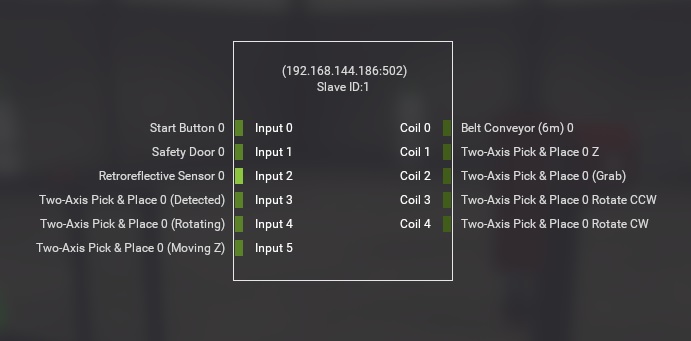 (192.168.144.186:502)
Slave ID:1
Start Button 0 Input 0 Coil 0 Belt Conveyor (6m) 0
Safety Door 0 Input 1 Coil 1 Two-Axis Pick & Place 0 Z
Retroreflective Sensor 0 Input 2 Coil 2 Two-Axis Pick & Place 0 (Grab)
Two-Axis Pick & Place 0 (Detected) Input 3 Coil 3 Two-Axis Pick & Place 0 Rotate CCW
Two-Axis Pick & Place 0 (Rotating) Input 4 Coil 4 Two-Axis Pick & Place 0 Rotate CW
Two-Axis Pick & Place 0 (Moving Z) Input 5